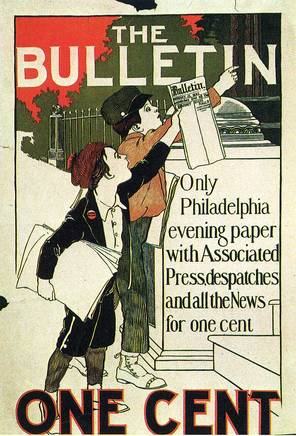 THE
BULLETIN
Bulletin.
Only
Philadelphia
evening paper
with Associated
Press,despatches
and all the News
for one cent
ONE CENT